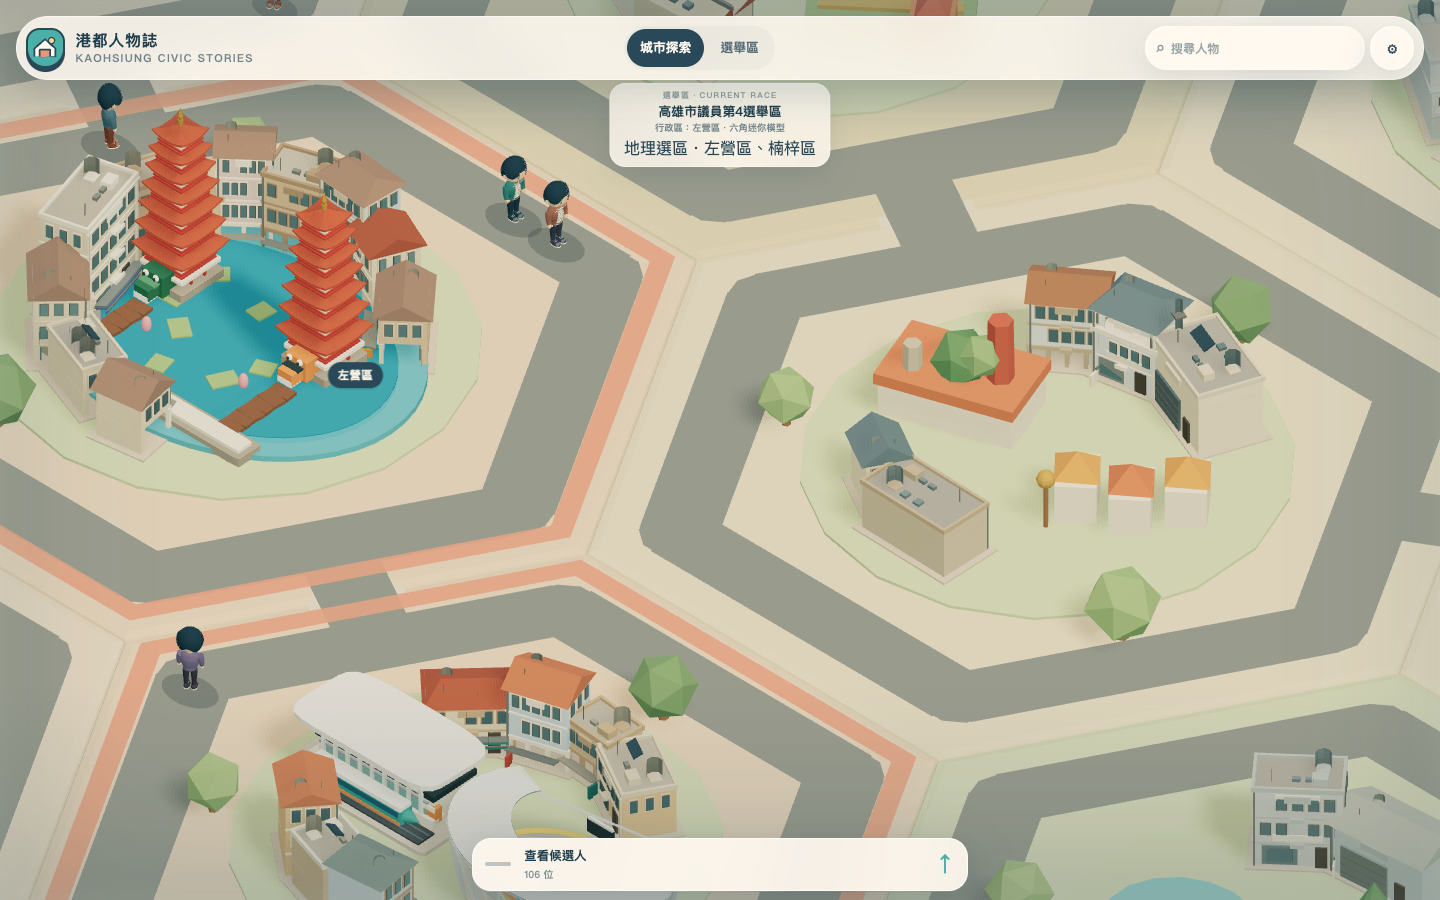 港都人物誌
KAOHSIUNG CIVIC STORIES
城市探索
選舉區
搜尋人物
選舉區 · CURRENT RACE
高雄市議員第4選舉區
行政區：左營區 · 六角迷你模型
地理選區 · 左營區、楠梓區
左營區
查看候選人
106 位